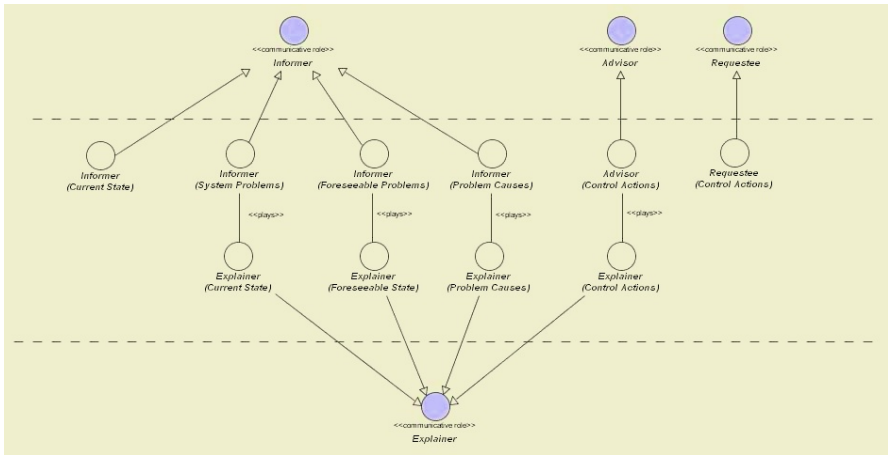 <<communicative role>>
Informer
<<communicative role>>
Advisor
<<communicative role>>
Requestee
Informer
(Current State)
Informer
(System Problems)
Informer
(Foreseeable Problems)
Informer
(Problem Causes)
Advisor
(Control Actions)
Requestee
(Control Actions)
<<plays>>
<<plays>>
<<plays>>
<<plays>>
Explainer
(Current State)
Explainer
(Foreseeable State)
Explainer
(Problem Causes)
Explainer
(Control Actions)
<<communicative role>>
Explainer